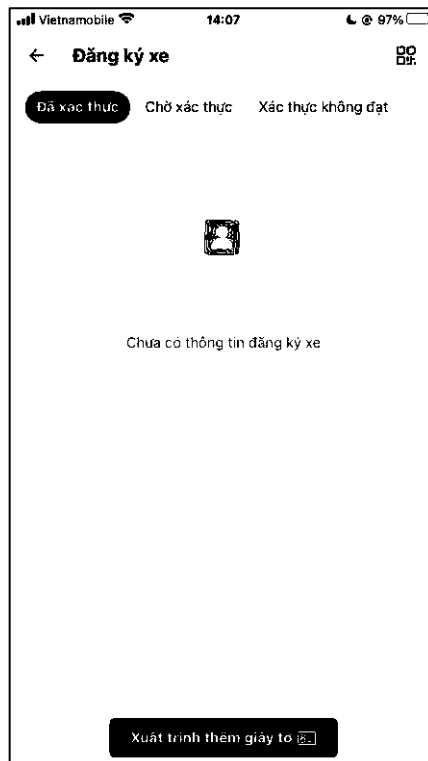 Vietnamobile 14:07 97%
Đăng ký xe
Đã xác thực Chờ xác thực Xác thực không đạt
Chưa có thông tin đăng ký xe
Xuất trình thêm giấy tờ